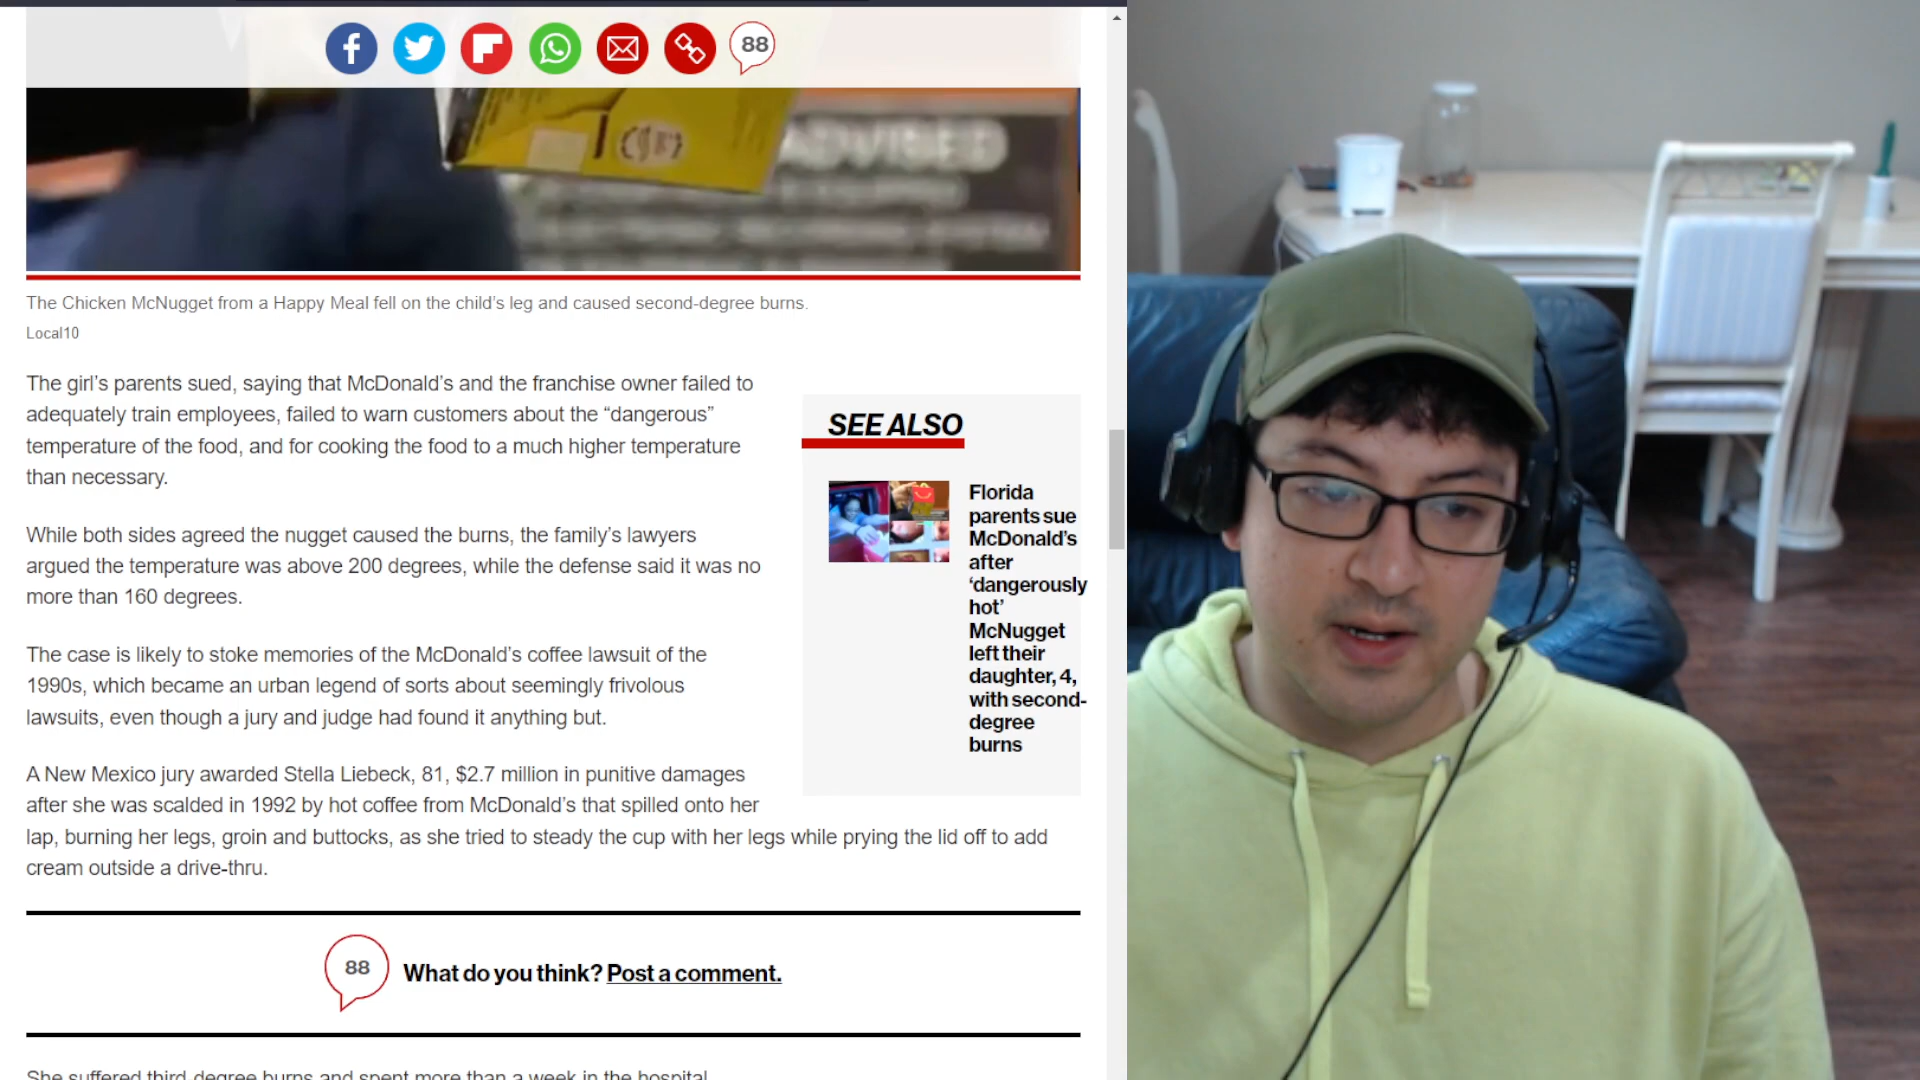 88
The Chicken McNugget from a Happy Meal fell on the child's leg and caused second-degree burns.
Local10
The girl's parents sued, saying that McDonald's and the franchise owner failed to
adequately train employees, failed to warn customers about the “dangerous”
temperature of the food, and for cooking the food to a much higher temperature
than necessary.
While both sides agreed the nugget caused the burns, the family's lawyers
argued the temperature was above 200 degrees, while the defense said it was no
more than 160 degrees.
The case is likely to stoke memories of the McDonald's coffee lawsuit of the
1990s, which became an urban legend of sorts about seemingly frivolous
lawsuits, even though a jury and judge had found it anything but.
A New Mexico jury awarded Stella Liebeck, 81, $2.7 million in punitive damages
after she was scalded in 1992 by hot coffee from McDonald's that spilled onto her
lap, burning her legs, groin and buttocks, as she tried to steady the cup with her legs while prying the lid off to add
cream outside a drive-thru.
SEE ALSO
Florida
parents sue
McDonald's
after
‘dangerously
hot’
McNugget
left their
daughter, 4,
with second-
degree
burns
88
What do you think? Post a comment.
She suffered third-degree burns and spent more than a week in the hospital